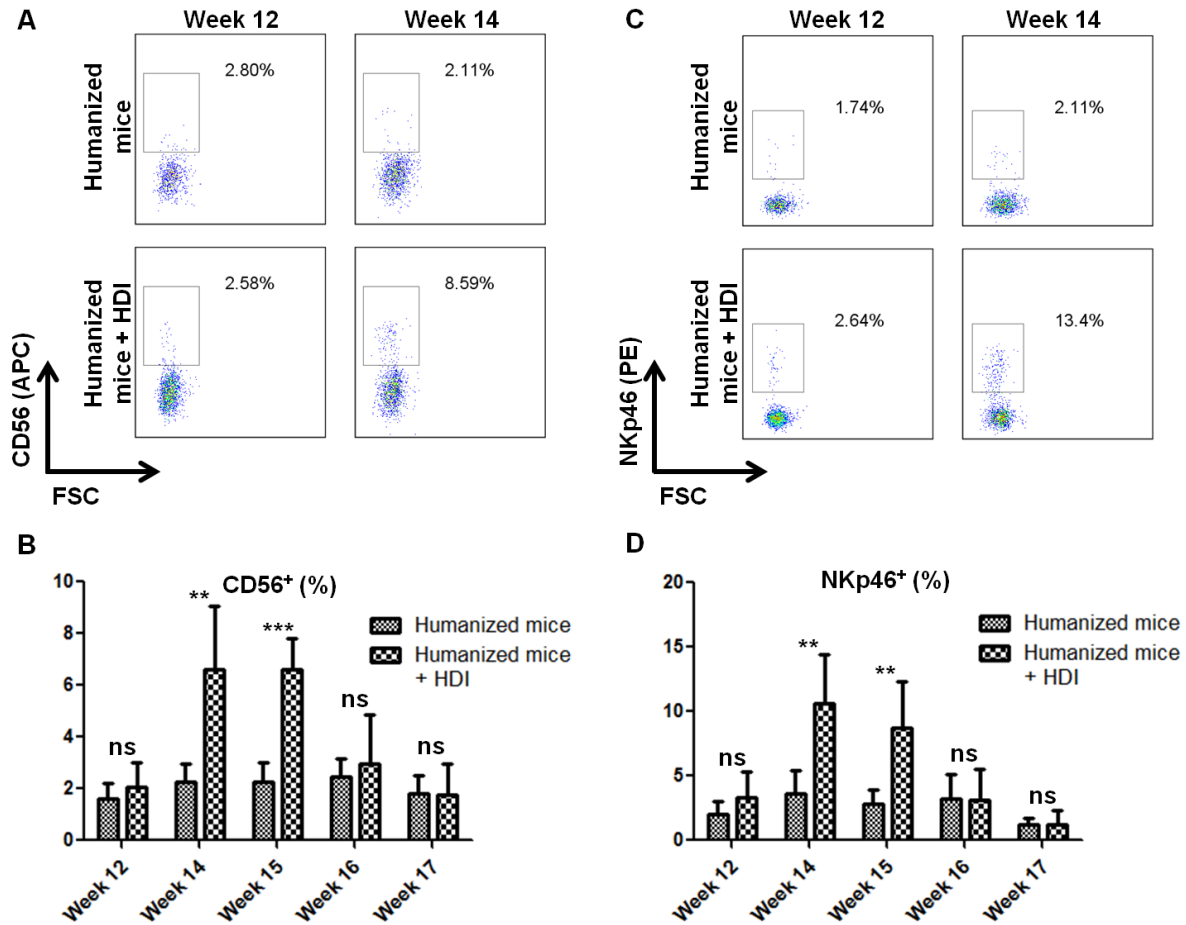 A
Week 12
Week 14
Humanized
mice
2.80%
2.11%
Humanized
mice + HDI
2.58%
8.59%
CD56 (APC)
FSC
C
Week 12
Week 14
Humanized
mice
1.74%
2.11%
Humanized
mice + HDI
2.64%
13.4%
NKp46 (PE)
FSC
B
CD56⁺ (%)
10
8
6
4
2
0
ns
**
***
ns
ns
Humanized mice
Humanized mice
+ HDI
Week 12
Week 14
Week 15
Week 16
Week 17
D
NKp46⁺ (%)
20
15
10
5
0
ns
**
**
ns
ns
Humanized mice
Humanized mice
+ HDI
Week 12
Week 14
Week 15
Week 16
Week 17